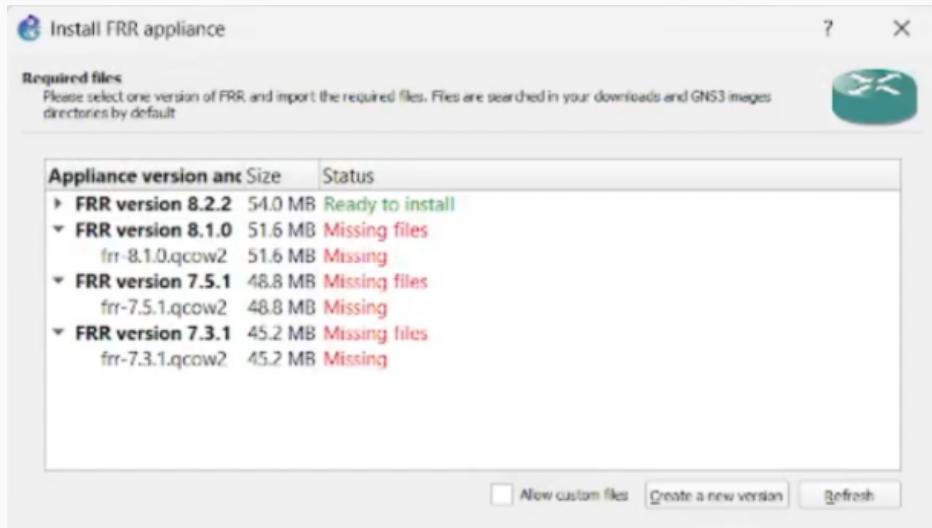 Install FRR appliance ?
Required files
Please select one version of FRR and import the required files. Files are searched in your downloads and GNS3 images
directories by default
Appliance version anc Size Status
FRR version 8.2.2 54.0 MB Ready to install
FRR version 8.1.0 51.6 MB Missing files
frr-8.1.0.qcow2 51.6 MB Missing
FRR version 7.5.1 48.8 MB Missing files
frr-7.5.1.qcow2 48.8 MB Missing
FRR version 7.3.1 45.2 MB Missing files
frr-7.3.1.qcow2 45.2 MB Missing
Allow custom files Create a new version Refresh